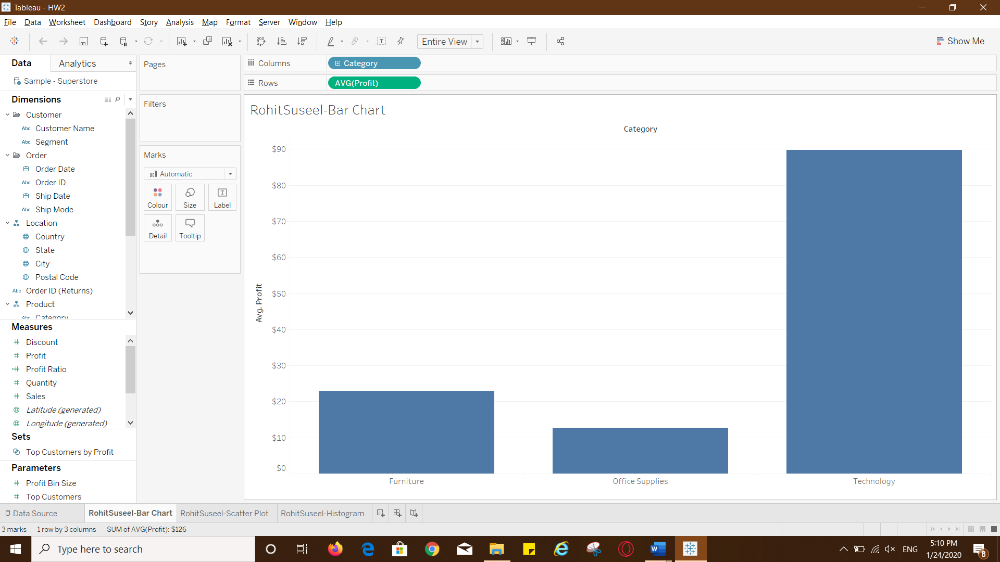 Tableau - HW2
File Data Worksheet Dashboard Story Analysis Map Format Server Window Help
Entire View
Show Me
Data Analytics
Sample - Superstore
Dimensions
Customer
Abc Customer Name
Abc Segment
Order
Order Date
Abc Order ID
Ship Date
Abc Ship Mode
Location
Country
State
City
Postal Code
Abc Order ID (Returns)
Product
Abc Category
Measures
# Discount
# Profit
=# Profit Ratio
# Quantity
# Sales
Latitude (generated)
Longitude (generated)
Sets
Top Customers by Profit
Parameters
# Profit Bin Size
# Top Customers
Pages
Filters
Marks
Automatic
Colour Size Label
Detail Tooltip
Columns Category
Rows AVG(Profit)
RohitSuseel-Bar Chart
Category
$90
$80
$70
$60
$50
$40
$30
$20
$10
$0
Avg. Profit
Furniture Office Supplies Technology
Data Source RohitSuseel-Bar Chart RohitSuseel-Scatter Plot RohitSuseel-Histogram
3 marks 1 row by 3 columns SUM of AVG(Profit): $126
Type here to search
ENG
5:10 PM
1/24/2020
8